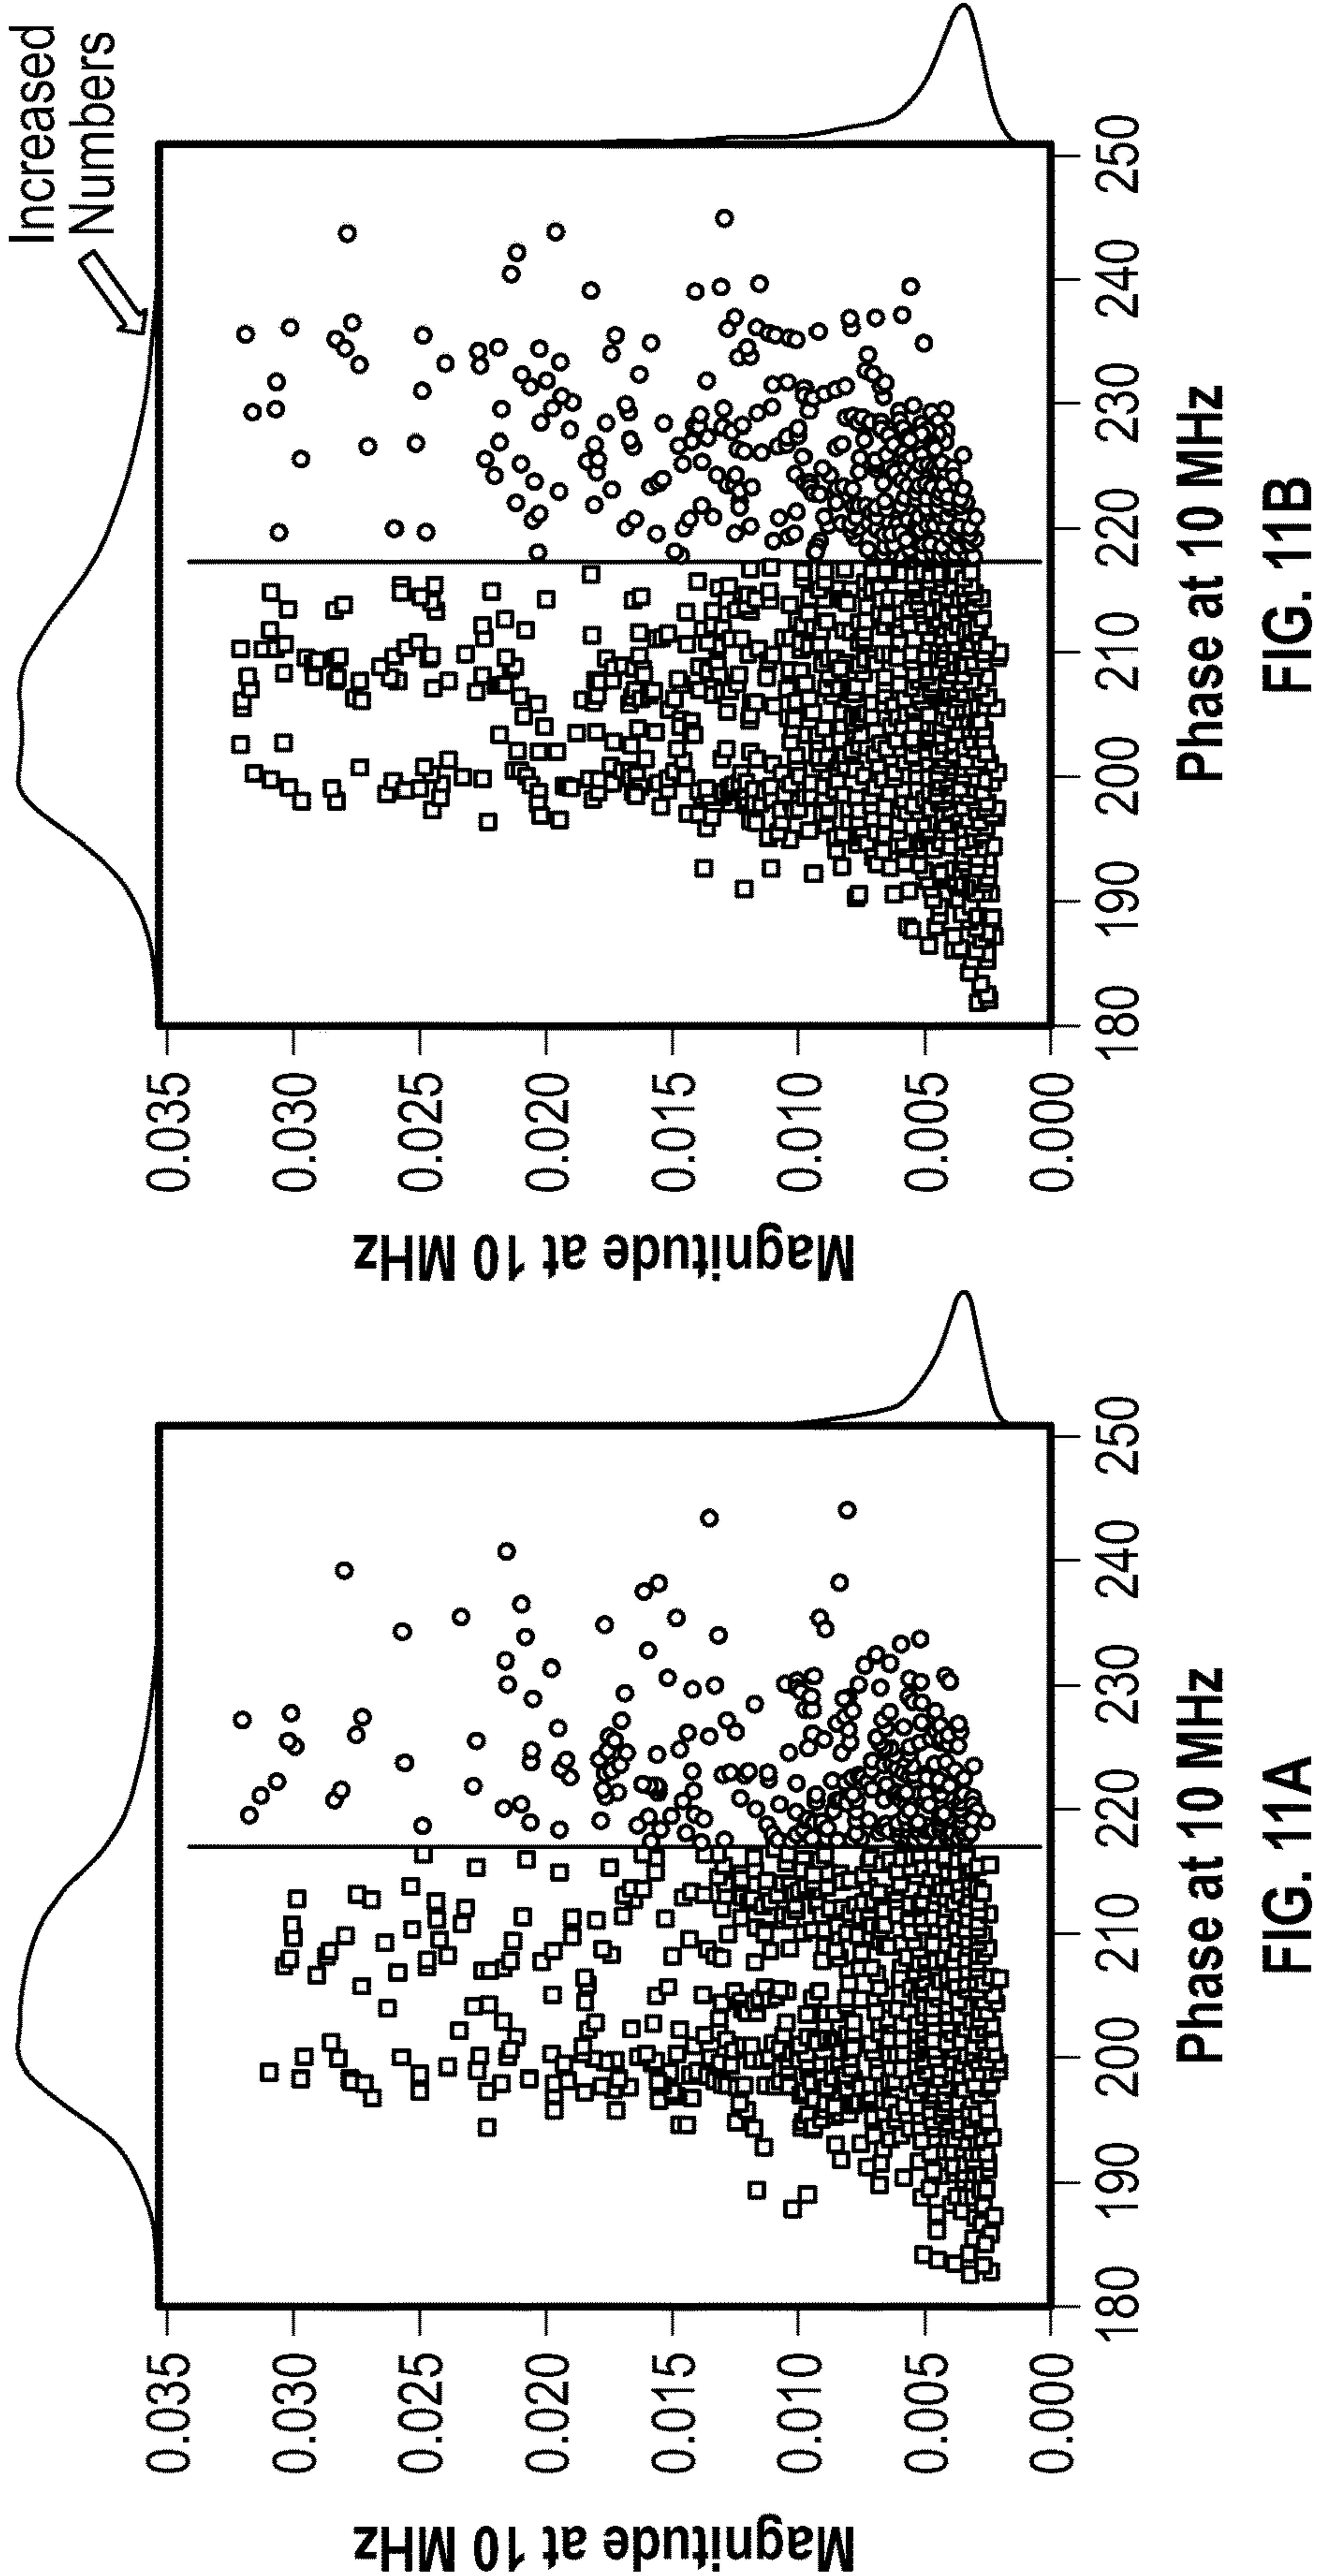 0.035
0.030
0.025
0.020
0.015
0.010
0.005
0.000
Magnitude at 10 MHz
180 190 200 210 220 230 240 250
Phase at 10 MHz
FIG. 11A
Increased
Numbers
0.035
0.030
0.025
0.020
0.015
0.010
0.005
0.000
Magnitude at 10 MHz
180 190 200 210 220 230 240 250
Phase at 10 MHz
FIG. 11B